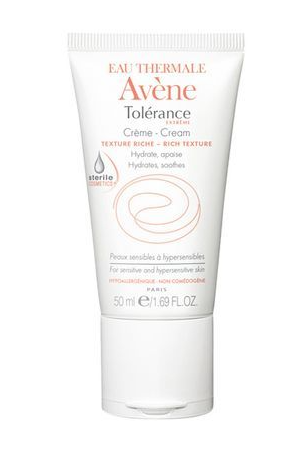 EAU THERMALE
Avène
Tolérance
EXTRÊME
Crème - Cream
TEXTURE RICHE – RICH TEXTURE
Hydrate, apaise
Hydrates, soothes
sterile
COSMETICS
Peaux sensibles à hypersensibles
For sensitive and hypersensitive skin
HYPOALLERGÉNIQUE - NON COMÉDOGÈNE
PARIS
50 ml e/1.69 FL.OZ.